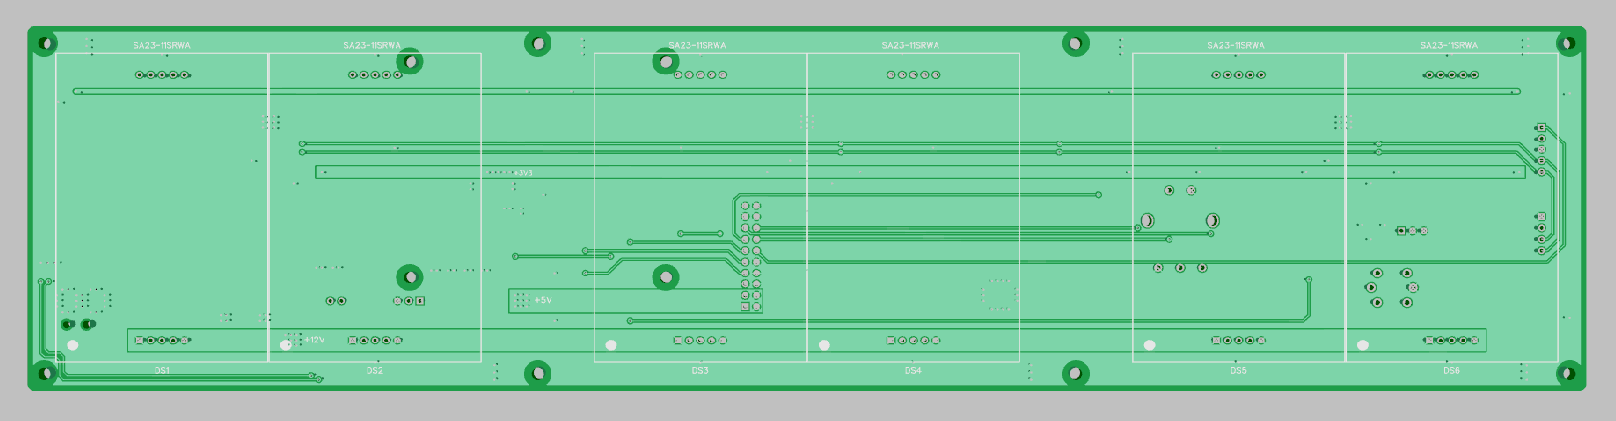 SA23-11SRWA SA23-11SRWA SA23-11SRWA SA23-11SRWA SA23-11SRWA SA23-11SRWA
+3V3
+5V
+12V
DS1 DS2 DS3 DS4 DS5 DS6